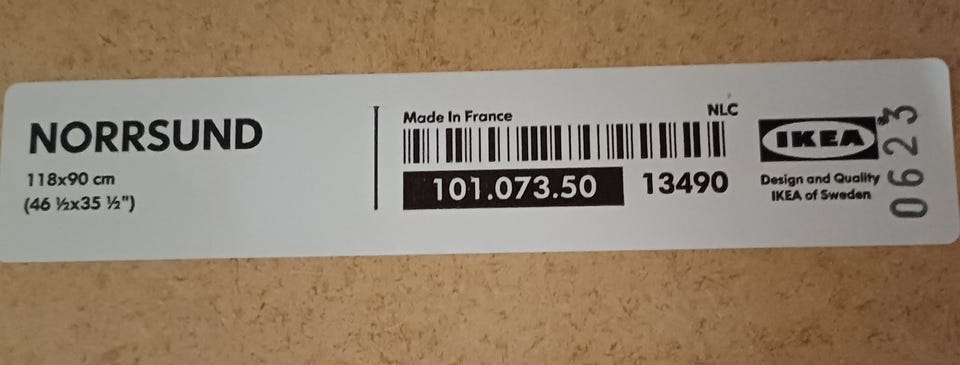 NORRSUND
118x90 cm
(46 ½x35 ½")
Made In France
NLC
101.073.50
13490
IKEA
Design and Quality
IKEA of Sweden
0623